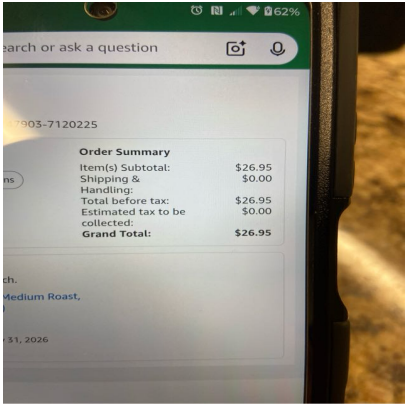 62%
earch or ask a question
7903-7120225
Order Summary
Item(s) Subtotal: $26.95
Shipping & Handling: $0.00
Total before tax: $26.95
Estimated tax to be collected: $0.00
Grand Total: $26.95
ns
ch.
Medium Roast,
31, 2026